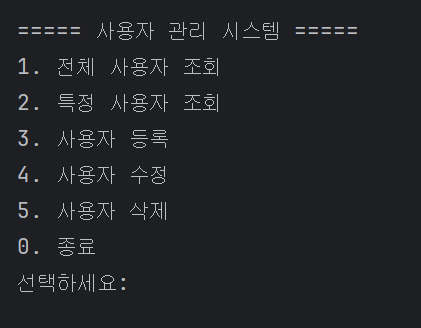 ===== 사용자 관리 시스템 =====
1. 전체 사용자 조회
2. 특정 사용자 조회
3. 사용자 등록
4. 사용자 수정
5. 사용자 삭제
0. 종료
선택하세요: